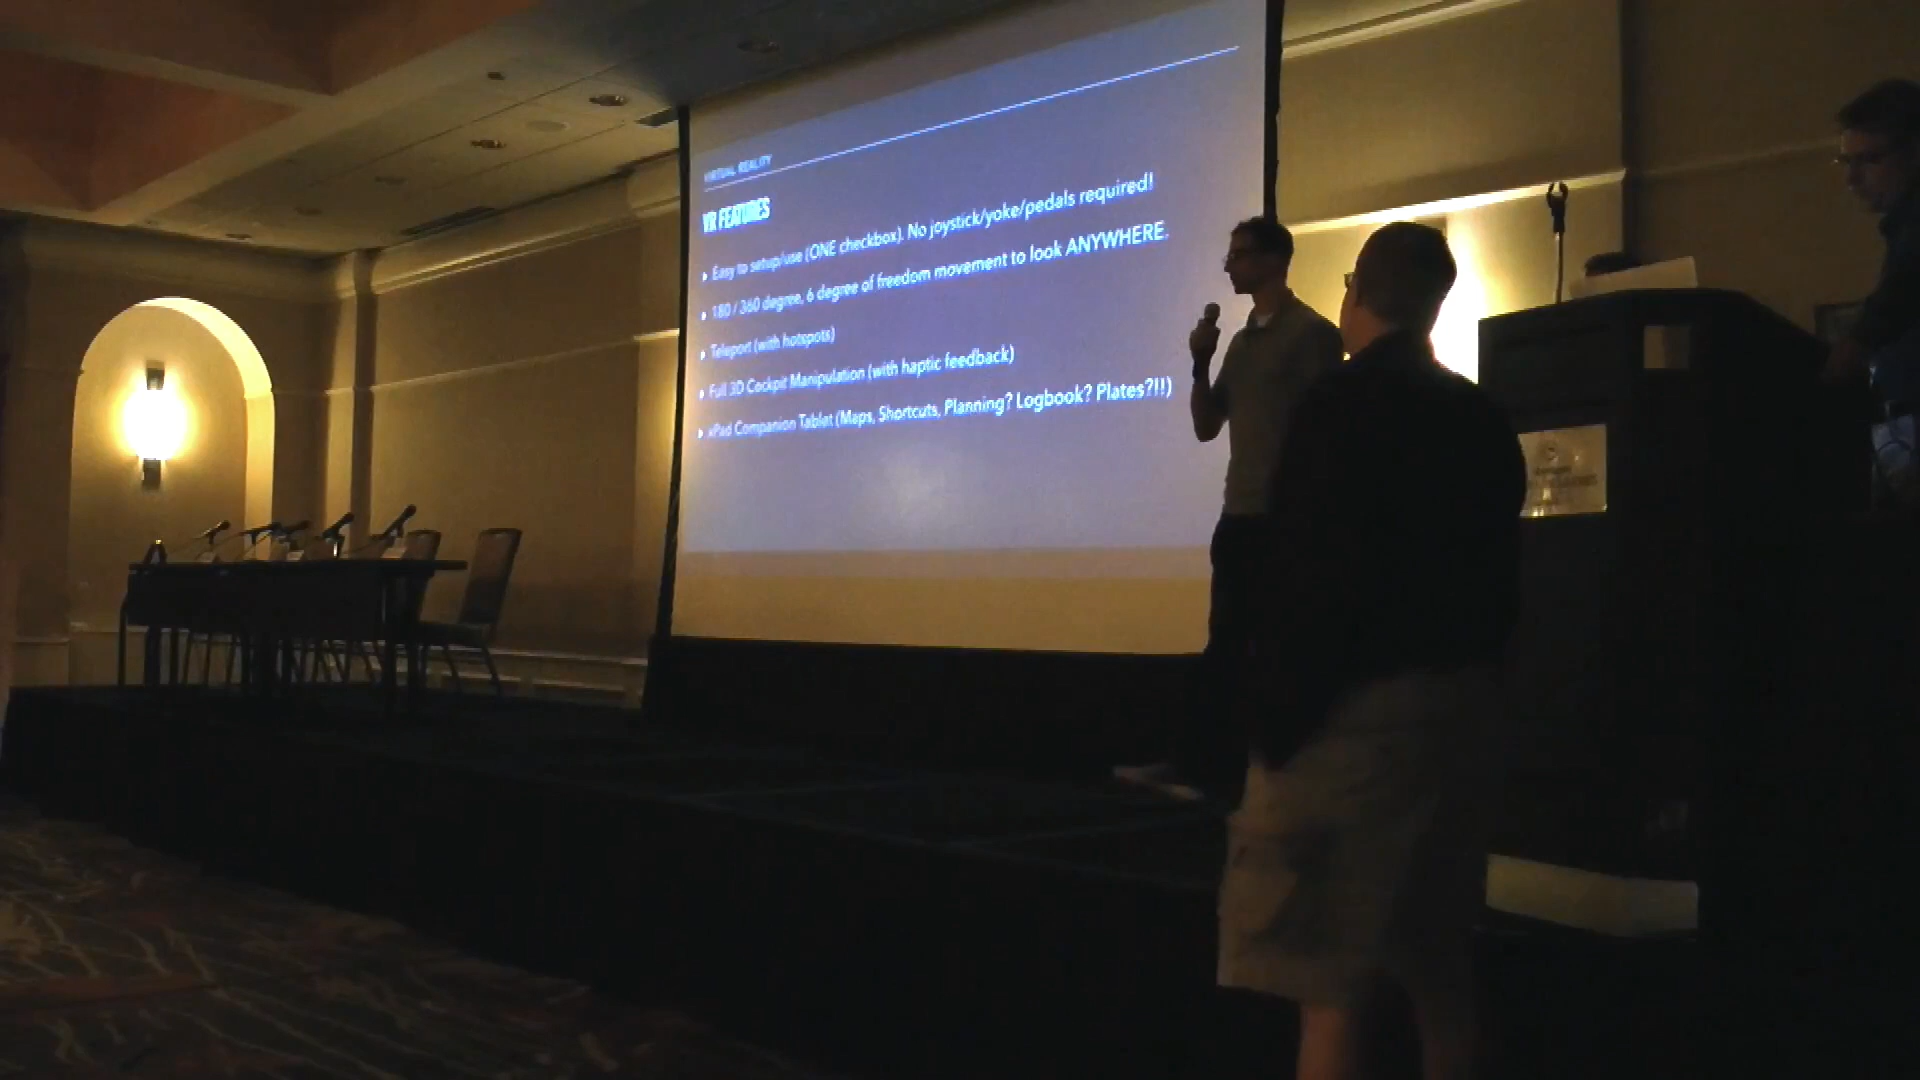 VIRTUAL REALITY
VR FEATURES
Easy to setup/use (ONE checkbox). No joystick/yoke/pedals required!
180 / 360 degree, 6 degree of freedom movement to look ANYWHERE.
Teleport (with hotspots)
Full 3D Cockpit Manipulation (with haptic feedback)
xPad Companion Tablet (Maps, Shortcuts, Planning? Logbook? Plates?!!)